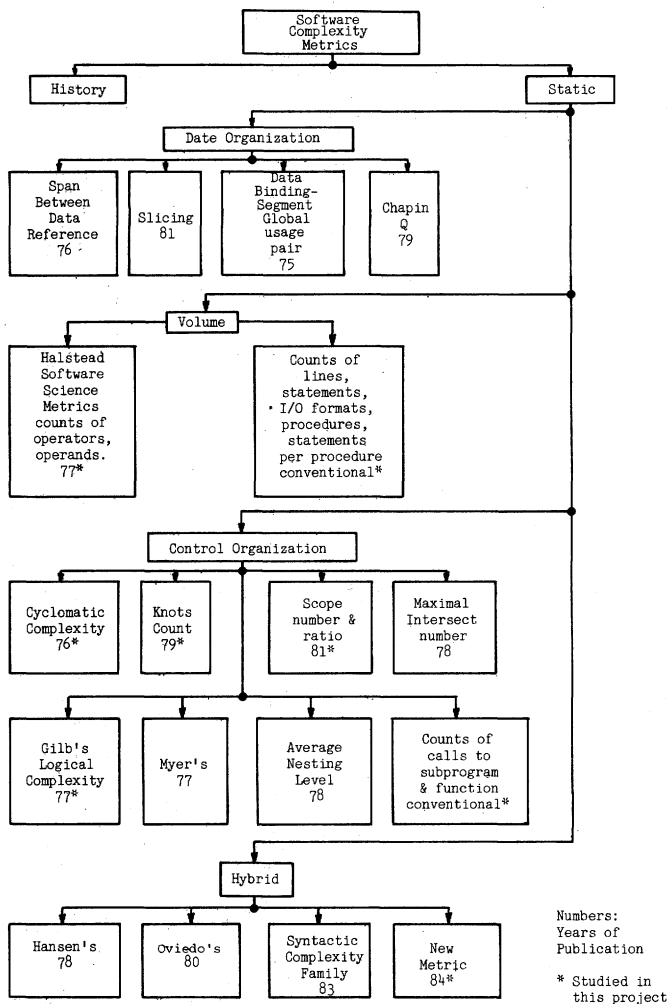 Software
Complexity
Metrics
History
Static
Date Organization
Span
Between
Data
Reference
76
Slicing
81
Data
Binding-
Segment
Global
usage
pair
75
Chapin
Q
79
Volume
Halstead
Software
Science
Metrics
counts of
operators,
operands.
77*
Counts of
lines,
statements,
I/O formats,
procedures,
statements
per procedure
conventional*
Control Organization
Cyclomatic
Complexity
76*
Knots
Count
79*
Scope
number &
ratio
81*
Maximal
Intersect
number
78
Gilb's
Logical
Complexity
77*
Myer's
77
Average
Nesting
Level
78
Counts of
calls to
subprogram
& function
conventional*
Hybrid
Hansen's
78
Oviedo's
80
Syntactic
Complexity
Family
83
New
Metric
84*
Numbers:
Years of
Publication
* Studied in
this project